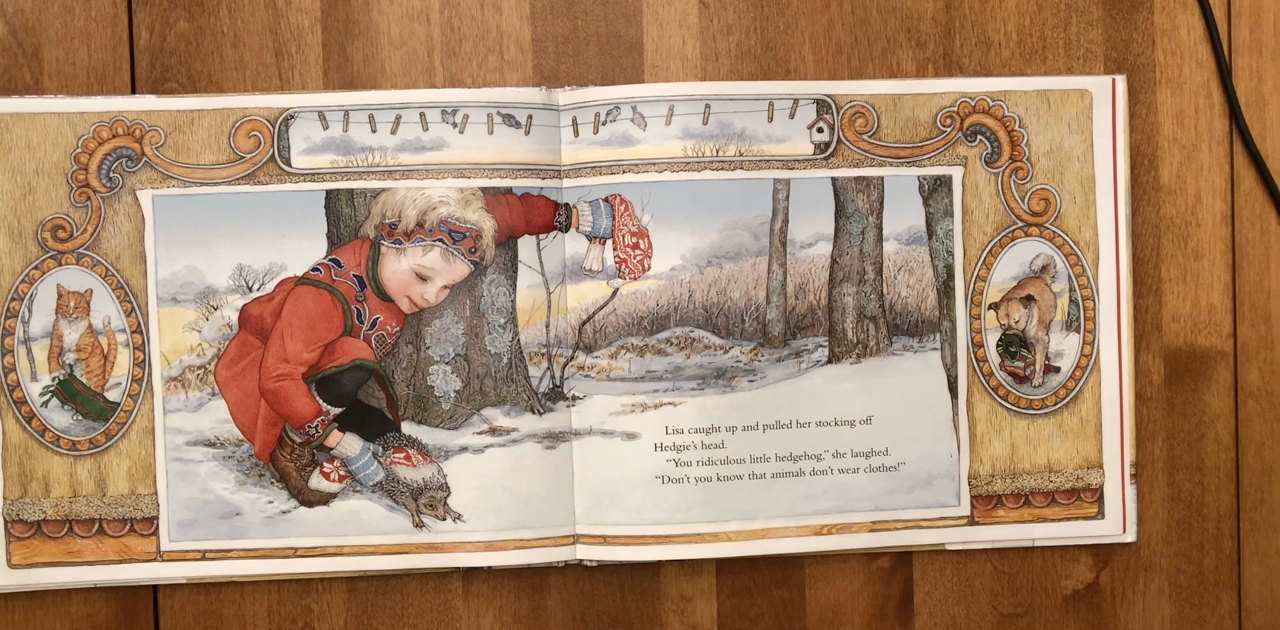 Lisa caught up and pulled her stocking off
Hedgie's head.
“You ridiculous little hedgehog,” she laughed.
“Don't you know that animals don't wear clothes!”